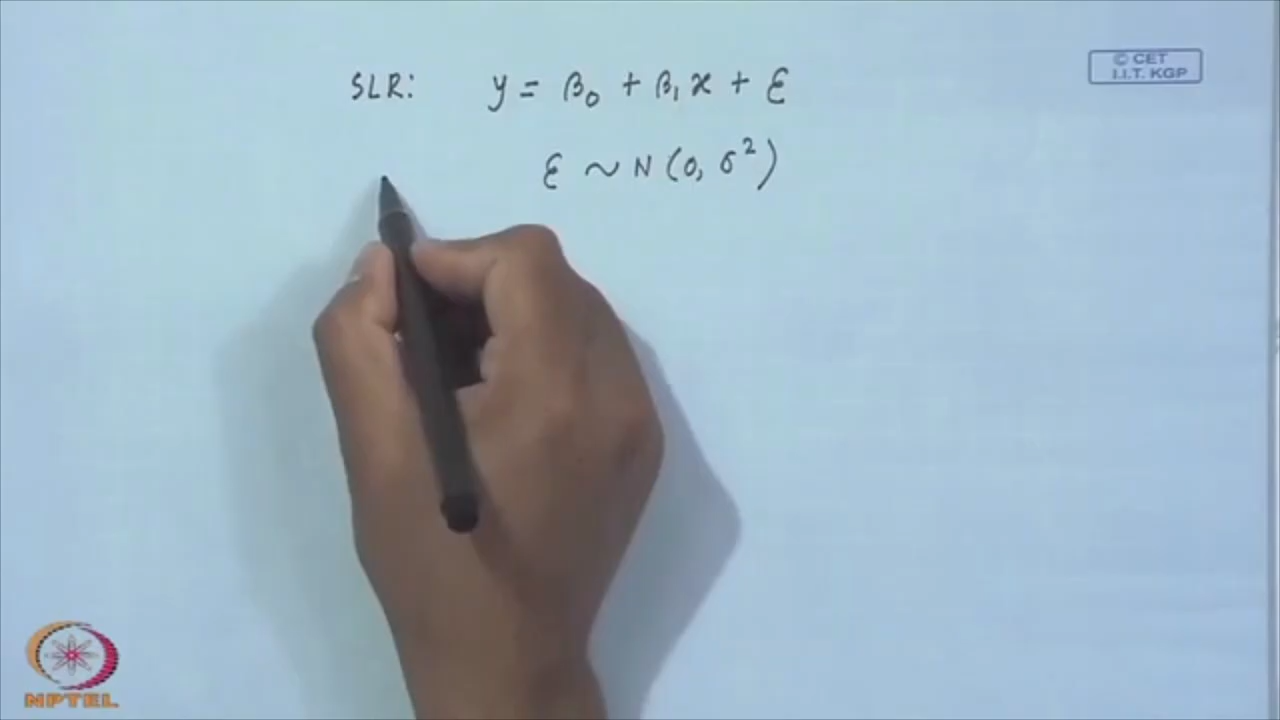 SLR: y = β₀ + β₁x + ε
ε ~ N(0, σ²)
© CET
I.I.T. KGP
NPTEL